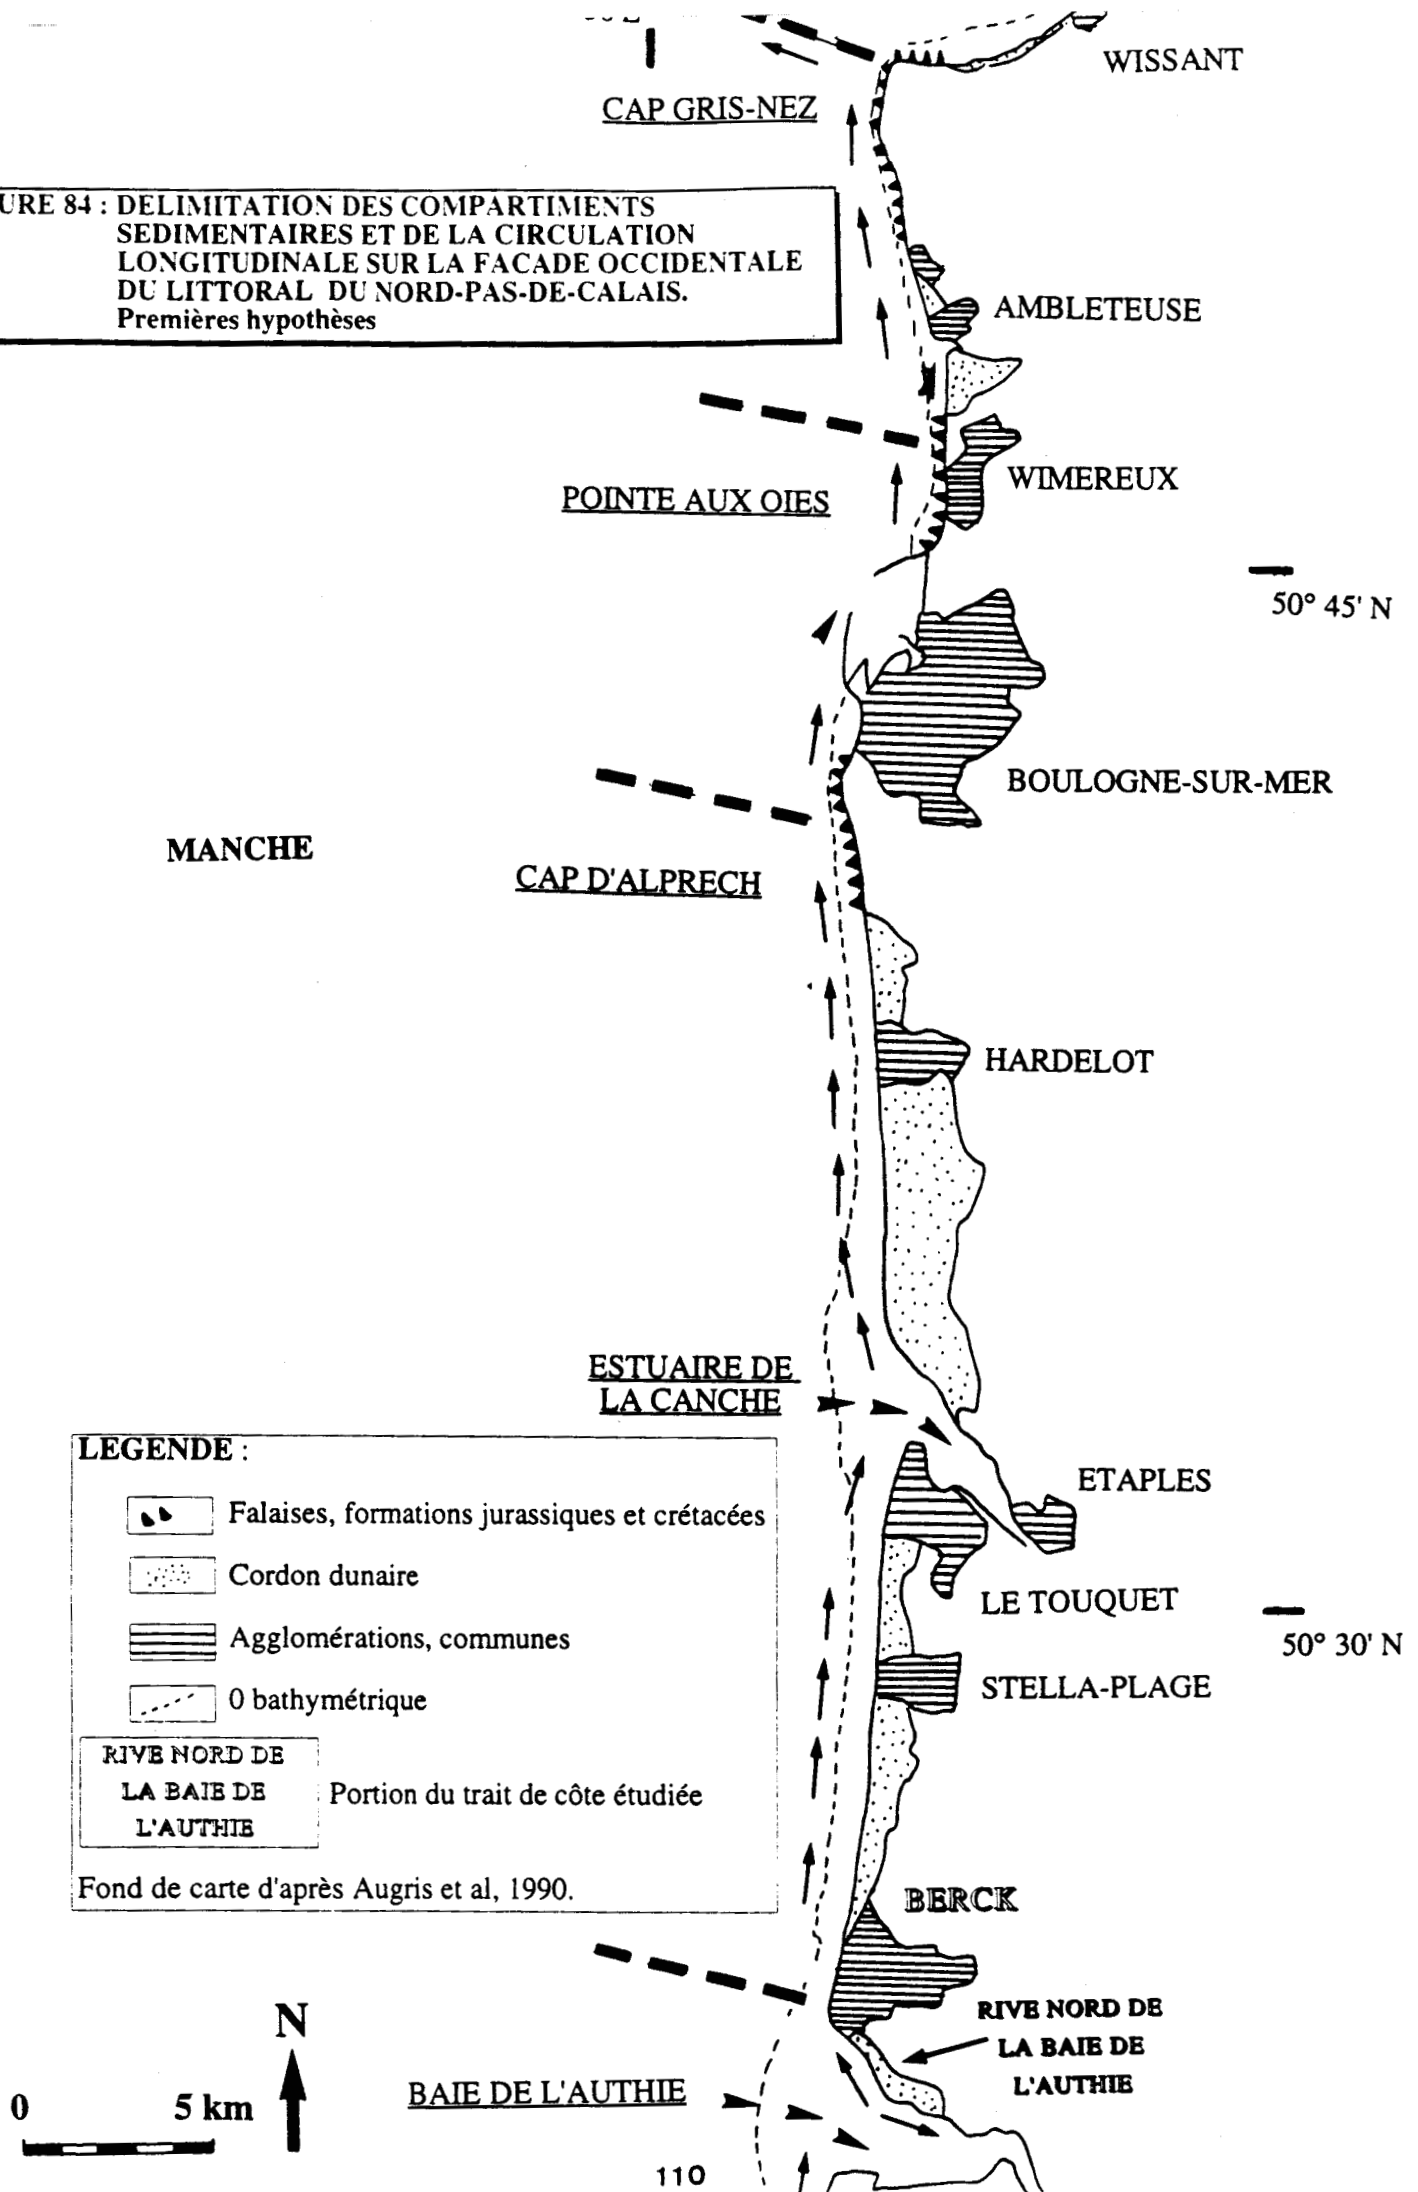 WISSANT
CAP GRIS-NEZ
URE 84 : DELIMITATION DES COMPARTIMENTS
SEDIMENTAIRES ET DE LA CIRCULATION
LONGITUDINALE SUR LA FACADE OCCIDENTALE
DU LITTORAL DU NORD-PAS-DE-CALAIS.
Premières hypothèses
AMBLETEUSE
WIMEREUX
POINTE AUX OIES
50° 45' N
BOULOGNE-SUR-MER
MANCHE
CAP D'ALPRECH
HARDELOT
ESTUAIRE DE
LA CANCHE
ETAPLES
LE TOUQUET
50° 30' N
STELLA-PLAGE
LEGENDE :
Falaises, formations jurassiques et crétacées
Cordon dunaire
Agglomérations, communes
0 bathymétrique
RIVE NORD DE
LA BAIE DE
L'AUTHIE
Portion du trait de côte étudiée
Fond de carte d'après Augris et al, 1990.
BERCK
RIVE NORD DE
LA BAIE DE
L'AUTHIE
N
0 5 km
BAIE DE L'AUTHIE
110